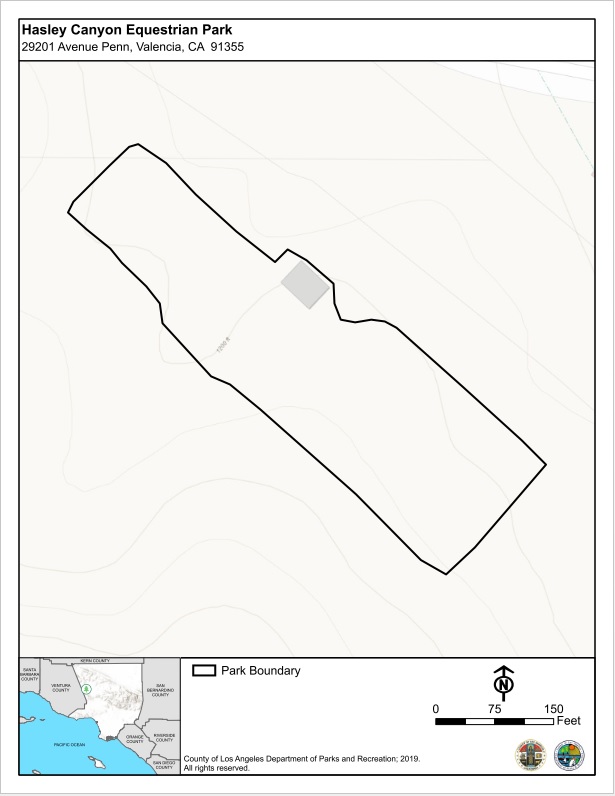 Hasley Canyon Equestrian Park
29201 Avenue Penn, Valencia, CA 91355
1200 ft
KERN COUNTY
SANTA
BARBARA
COUNTY
VENTURA
COUNTY
SAN
BERNARDINO
COUNTY
ORANGE
COUNTY
RIVERSIDE
COUNTY
SAN DIEGO
COUNTY
PACIFIC OCEAN
Park Boundary
N
0 75 150
Feet
County of Los Angeles Department of Parks and Recreation; 2019.
All rights reserved.